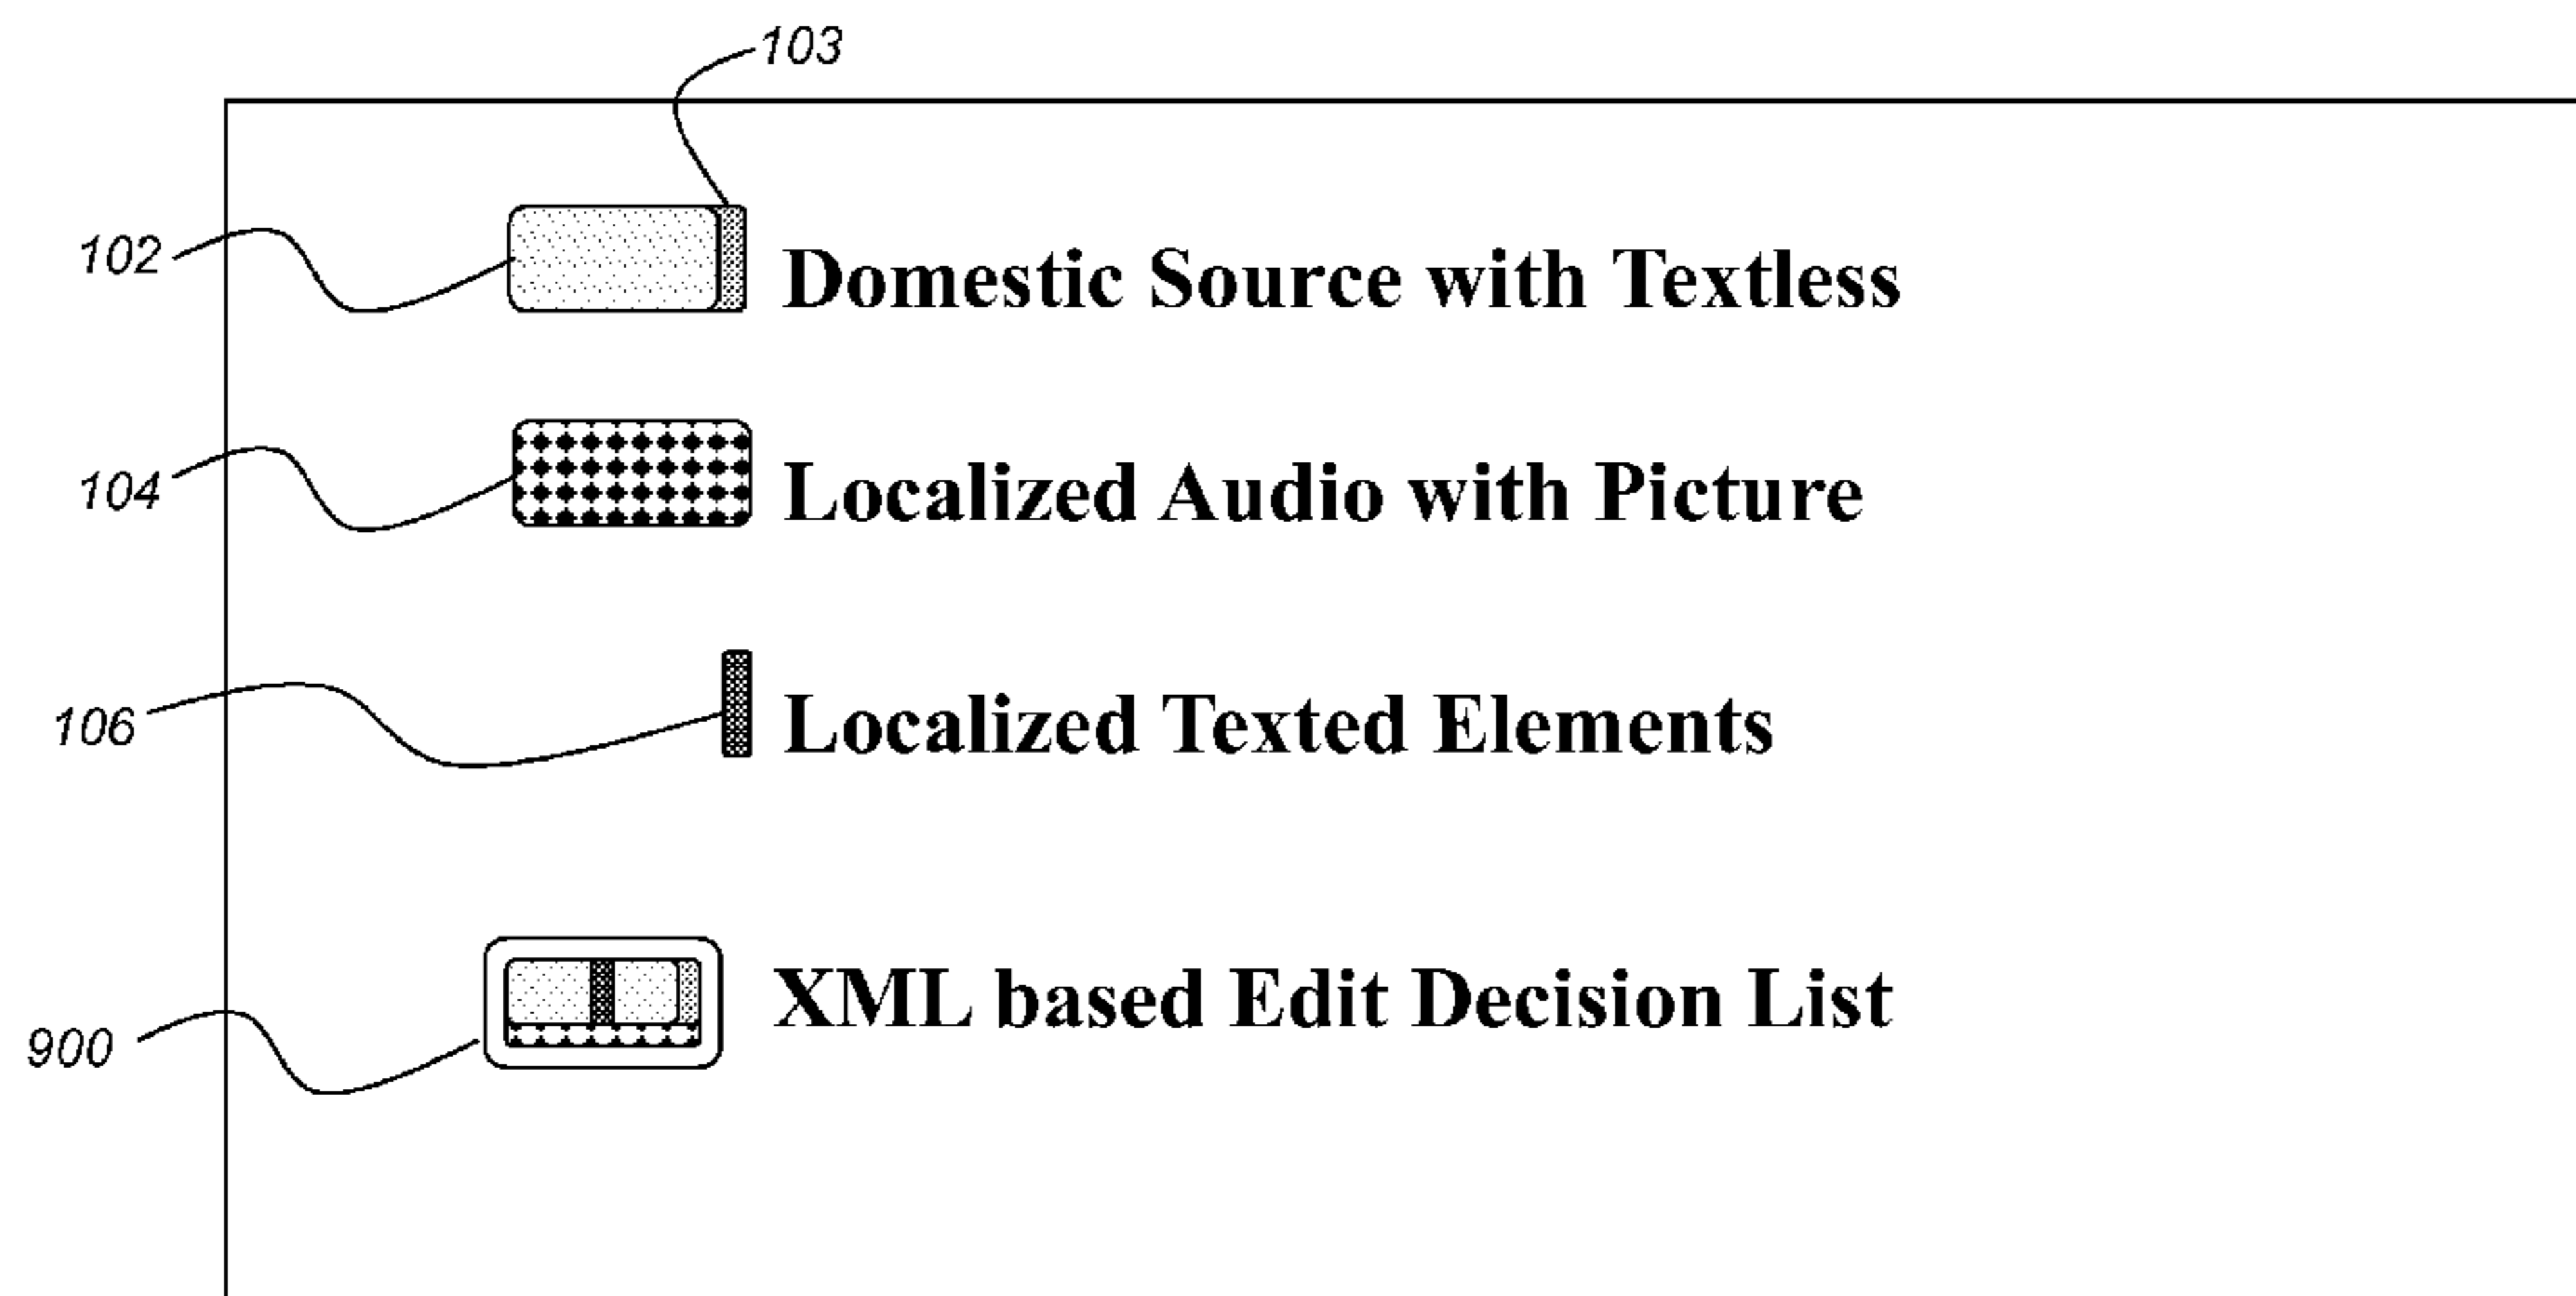 103
102
Domestic Source with Textless
104
Localized Audio with Picture
106
Localized Texted Elements
900
XML based Edit Decision List